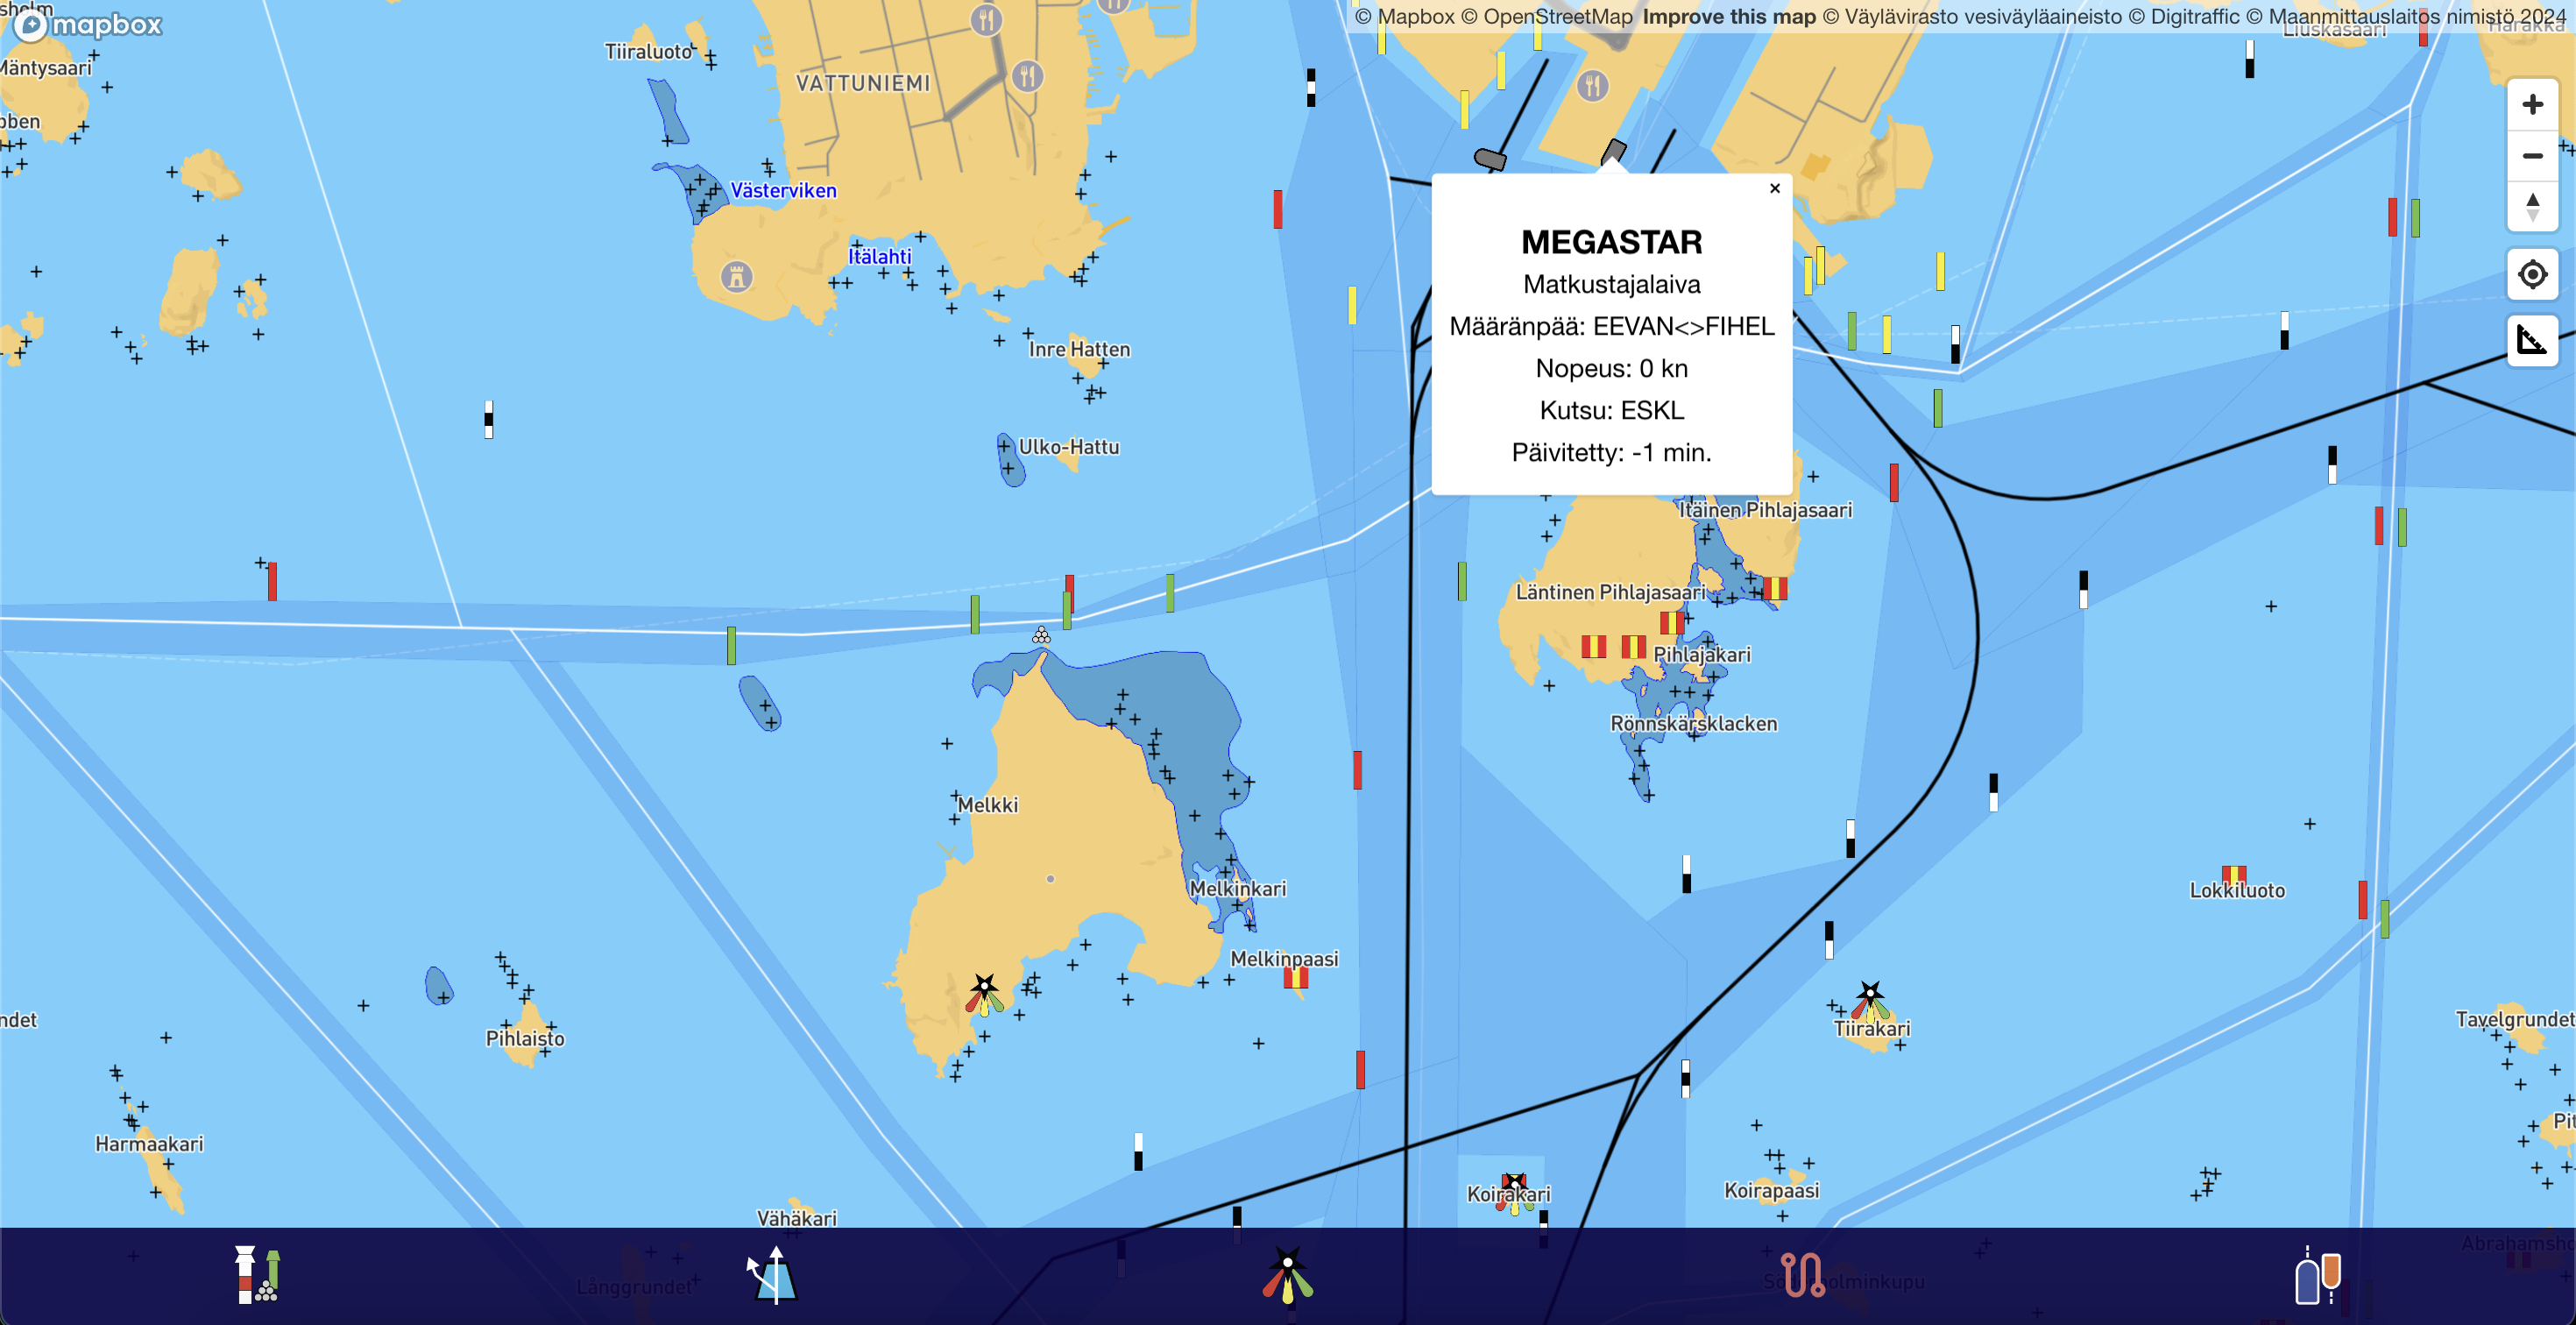 sholm
mapbox
© Mapbox © OpenStreetMap Improve this map © Väylävirasto vesiväyläaineisto © Digitraffic © Maanmittauslaitos nimistö 2024
Liuskasaari
Harakka
Tiiraluoto
Mäntysaari
VATTUNIEMI
bben
Västerviken
Itälahti
×
MEGASTAR
Matkustajalaiva
Määränpää: EEVAN<>FIHEL
Nopeus: 0 kn
Kutsu: ESKL
Päivitetty: -1 min.
Inre Hatten
Ulko-Hattu
Itäinen Pihlajasaari
Läntinen Pihlajasaari
Pihlajakari
Rönnskärsklacken
Melkki
Melkinkari
Lokkiluoto
Melkinpaasi
ndet
Pihlaisto
Tiirakari
Tavelgrundet
Pit
Harmaakari
Koirakari
Koirapaasi
Vähäkari
Abrahamsho
Långgrundet
Söderholminkupu